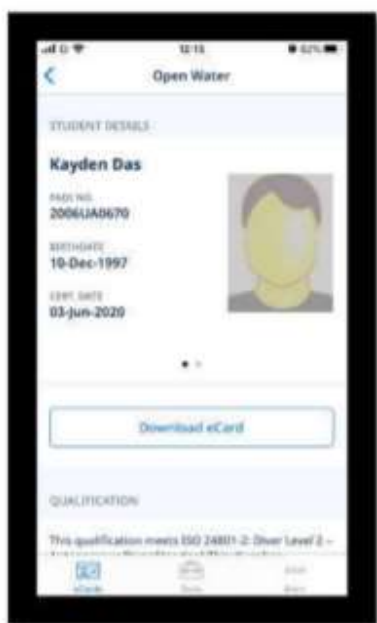 12:15
Open Water
STUDENT DETAILS
Kayden Das
PADI NO.
2006UA0670
BIRTHDATE
10-Dec-1997
CERT. DATE
03-Jun-2020
Download eCard
QUALIFICATION
This qualification meets ISO 24801-2: Diver Level 2 –
eCards